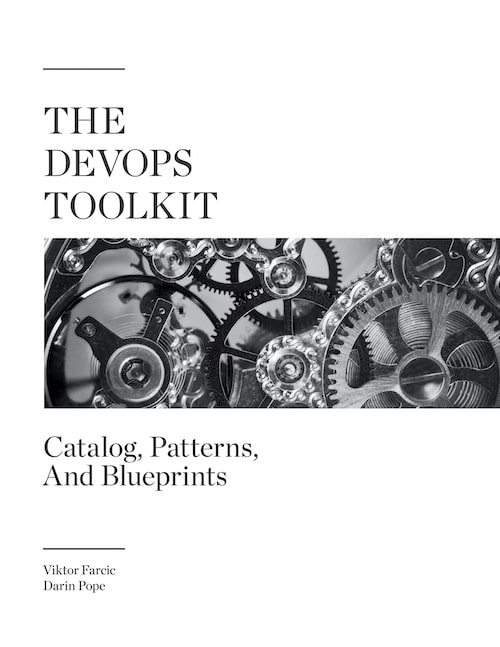 THE
DEVOPS
TOOLKIT
Catalog, Patterns,
And Blueprints
Viktor Farcic
Darin Pope